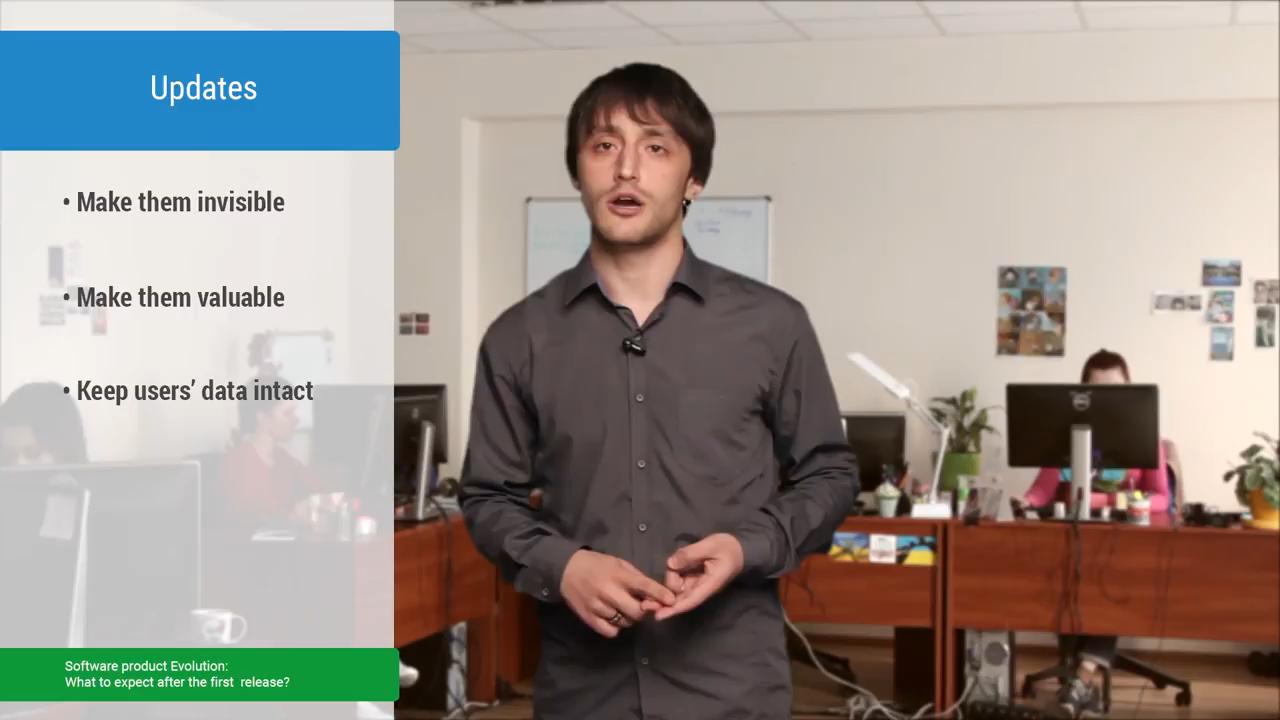 Updates
• Make them invisible
• Make them valuable
• Keep users’ data intact
Software product Evolution:
What to expect after the first release?